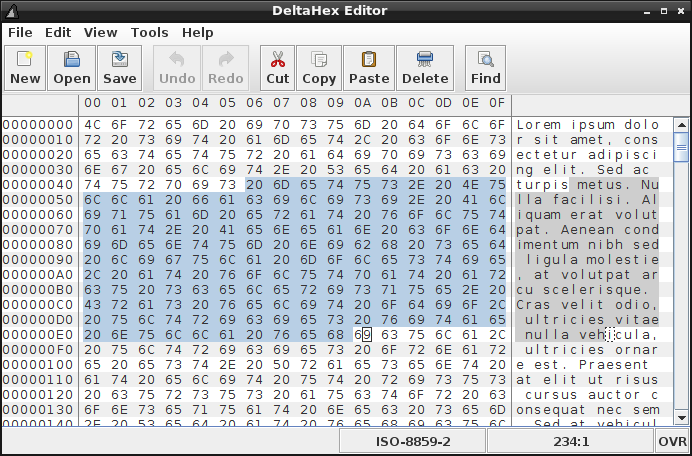 DeltaHex Editor
File Edit View Tools Help
New Open Save Undo Redo Cut Copy Paste Delete Find
00 01 02 03 04 05 06 07 08 09 0A 0B 0C 0D 0E 0F
00000000 4C 6F 72 65 6D 20 69 70 73 75 6D 20 64 6F 6C 6F Lorem ipsum dolo
00000010 72 20 73 69 74 20 61 6D 65 74 2C 20 63 6F 6E 73 r sit amet, cons
00000020 65 63 74 65 74 75 72 20 61 64 69 70 69 73 63 69 ectetur adipisci
00000030 6E 67 20 65 6C 69 74 2E 20 53 65 64 20 61 63 20 ng elit. Sed ac
00000040 74 75 72 70 69 73 20 6D 65 74 75 73 2E 20 4E 75 turpis metus. Nu
00000050 6C 6C 61 20 66 61 63 69 6C 69 73 69 2E 20 41 6C lla facilisi. Al
00000060 69 71 75 61 6D 20 65 72 61 74 20 76 6F 6C 75 74 iquam erat volut
00000070 70 61 74 2E 20 41 65 6E 65 61 6E 20 63 6F 6E 64 pat. Aenean cond
00000080 69 6D 65 6E 74 75 6D 20 6E 69 62 68 20 73 65 64 imentum nibh sed
00000090 20 6C 69 67 75 6C 61 20 6D 6F 6C 65 73 74 69 65 ligula molestie
000000A0 2C 20 61 74 20 76 6F 6C 75 74 70 61 74 20 61 72 , at volutpat ar
000000B0 63 75 20 73 63 65 6C 65 72 69 73 71 75 65 2E 20 cu scelerisque.
000000C0 43 72 61 73 20 76 65 6C 69 74 20 6F 64 69 6F 2C Cras velit odio,
000000D0 20 75 6C 74 72 69 63 69 65 73 20 76 69 74 61 65 ultricies vitae
000000E0 20 6E 75 6C 6C 61 20 76 65 68 69 63 75 6C 61 2C nulla vehicula,
000000F0 20 75 6C 74 72 69 63 69 65 73 20 6F 72 6E 61 72 ultricies ornar
00000100 65 20 65 73 74 2E 20 50 72 61 65 73 65 6E 74 20 e est. Praesent
00000110 61 74 20 65 6C 69 74 20 75 74 20 72 69 73 75 73 at elit ut risus
00000120 20 63 75 72 73 75 73 20 61 75 63 74 6F 72 20 63 cursus auctor c
00000130 6F 6E 73 65 71 75 61 74 20 6E 65 63 20 73 65 6D onsequat nec sem
00000140 2E 20 53 65 64 20 61 74 20 76 65 68 69 63 75 6C . Sed at vehicul
ISO-8859-2 234:1 OVR